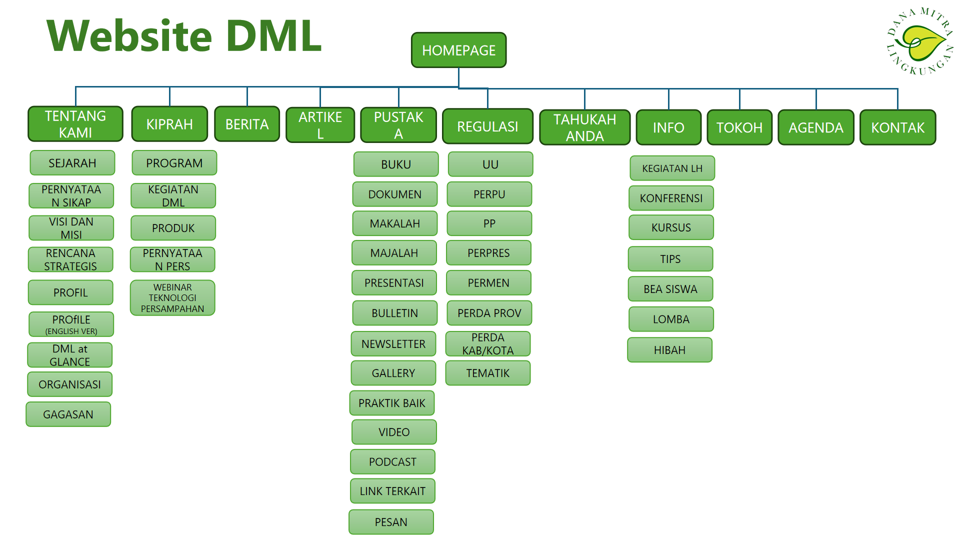 Website DML
DANA MITRA
LINGKUNGAN
HOMEPAGE
TENTANG
KAMI
KIPRAH
BERITA
ARTIKE
L
PUSTAK
A
REGULASI
TAHUKAH
ANDA
INFO
TOKOH
AGENDA
KONTAK
SEJARAH
PERNYATAA
N SIKAP
VISI DAN
MISI
RENCANA
STRATEGIS
PROFIL
PROFILE
(ENGLISH VER)
DML at
GLANCE
ORGANISASI
GAGASAN
PROGRAM
KEGIATAN
DML
PRODUK
PERNYATAA
N PERS
WEBINAR
TEKNOLOGI
PERSAMPAHAN
BUKU
DOKUMEN
MAKALAH
MAJALAH
PRESENTASI
BULLETIN
NEWSLETTER
GALLERY
PRAKTIK BAIK
VIDEO
PODCAST
LINK TERKAIT
PESAN
UU
PERPU
PP
PERPRES
PERMEN
PERDA PROV
PERDA
KAB/KOTA
TEMATIK
KEGIATAN LH
KONFERENSI
KURSUS
TIPS
BEA SISWA
LOMBA
HIBAH